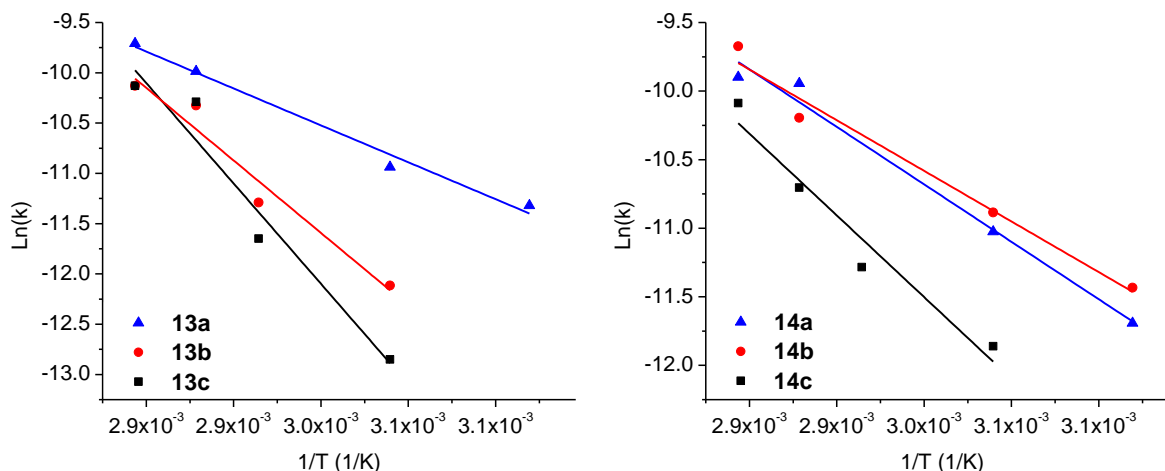 -9.5
-10.0
-10.5
-11.0
-11.5
-12.0
-12.5
-13.0
Ln(k)
13a
13b
13c
2.9x10⁻³ 2.9x10⁻³ 3.0x10⁻³ 3.1x10⁻³ 3.1x10⁻³
1/T (1/K)
-9.5
-10.0
-10.5
-11.0
-11.5
-12.0
Ln(k)
14a
14b
14c
2.9x10⁻³ 2.9x10⁻³ 3.0x10⁻³ 3.1x10⁻³ 3.1x10⁻³
1/T (1/K)